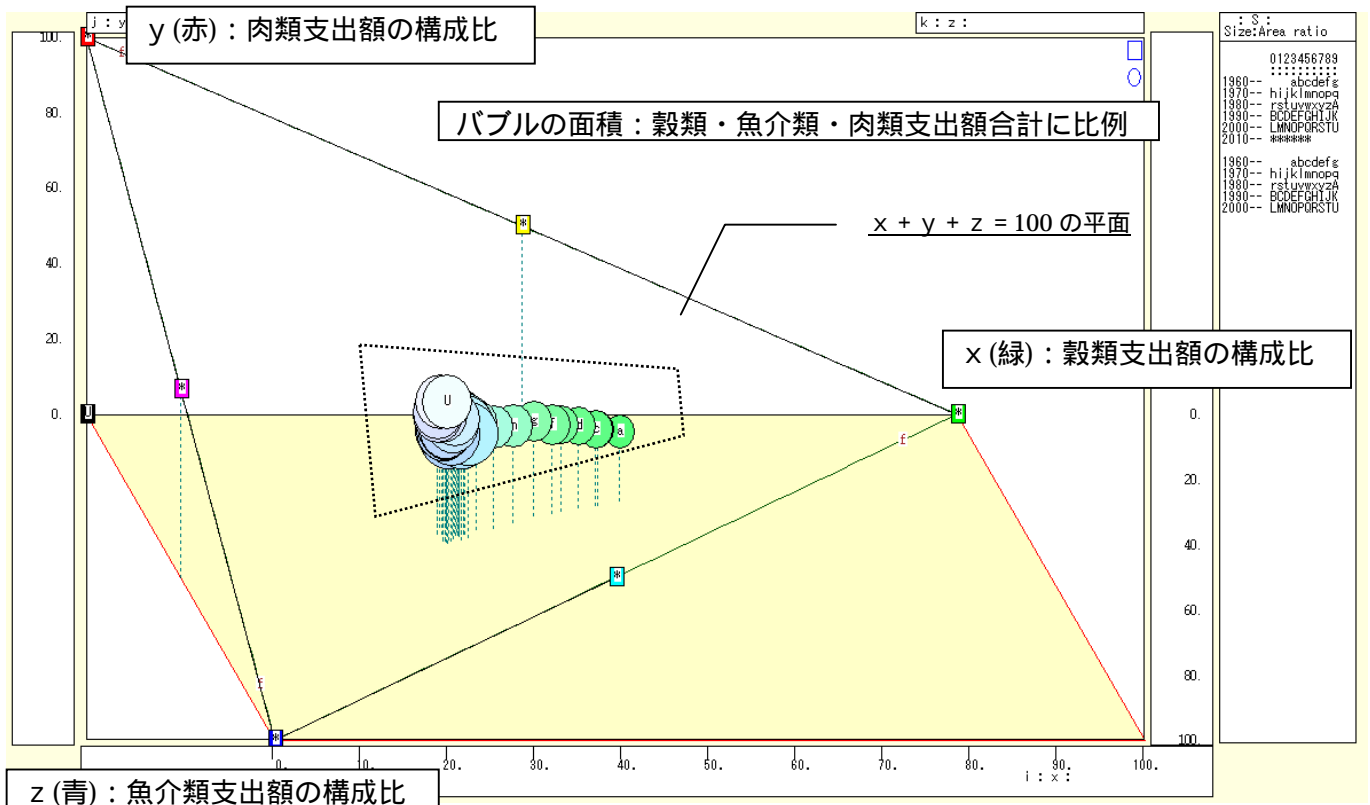 j : y
k : z :
: S :
Size:Area ratio
y (赤)：肉類支出額の構成比
0123456789
::::::::::
1960-- abcdefg
1970-- hijklmnopq
1980-- rstuvwxyzA
1990-- BCDEFGHIJK
2000-- LMNOPQRSTU
2010-- ******
1960-- abcdefg
1970-- hijklmnopq
1980-- rstuvwxyzA
1990-- BCDEFGHIJK
2000-- LMNOPQRSTU
バブルの面積：穀類・魚介類・肉類支出額合計に比例
x + y + z = 100 の平面
x (緑)：穀類支出額の構成比
100.
80.
60.
40.
20.
0.
0.
20.
40.
60.
80.
100.
*
f
*
*
U
U
h g f d c a
*
f
*
f
*
0. 10. 20. 30. 40. 50. 60. 70. 80. 90. 100.
i : x :
z (青)：魚介類支出額の構成比